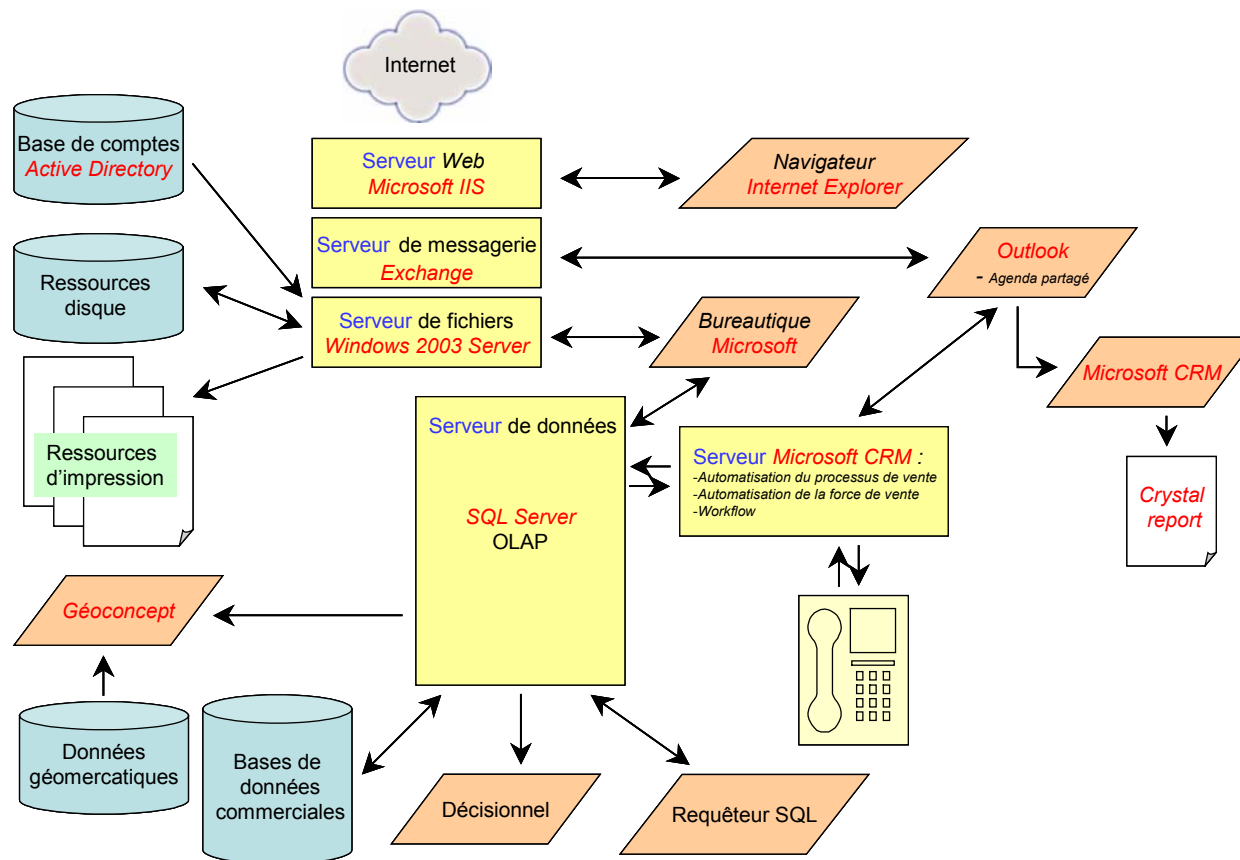 Internet
Base de comptes
Active Directory
Serveur Web
Microsoft IIS
Navigateur
Internet Explorer
Serveur de messagerie
Exchange
Outlook
- Agenda partagé
Ressources
disque
Serveur de fichiers
Windows 2003 Server
Bureautique
Microsoft
Microsoft CRM
Ressources
d'impression
Serveur de données
SQL Server
OLAP
Serveur Microsoft CRM :
-Automatisation du processus de vente
-Automatisation de la force de vente
-Workflow
Crystal
report
Géoconcept
Données
géomercatiques
Bases de
données
commerciales
Décisionnel
Requêteur SQL